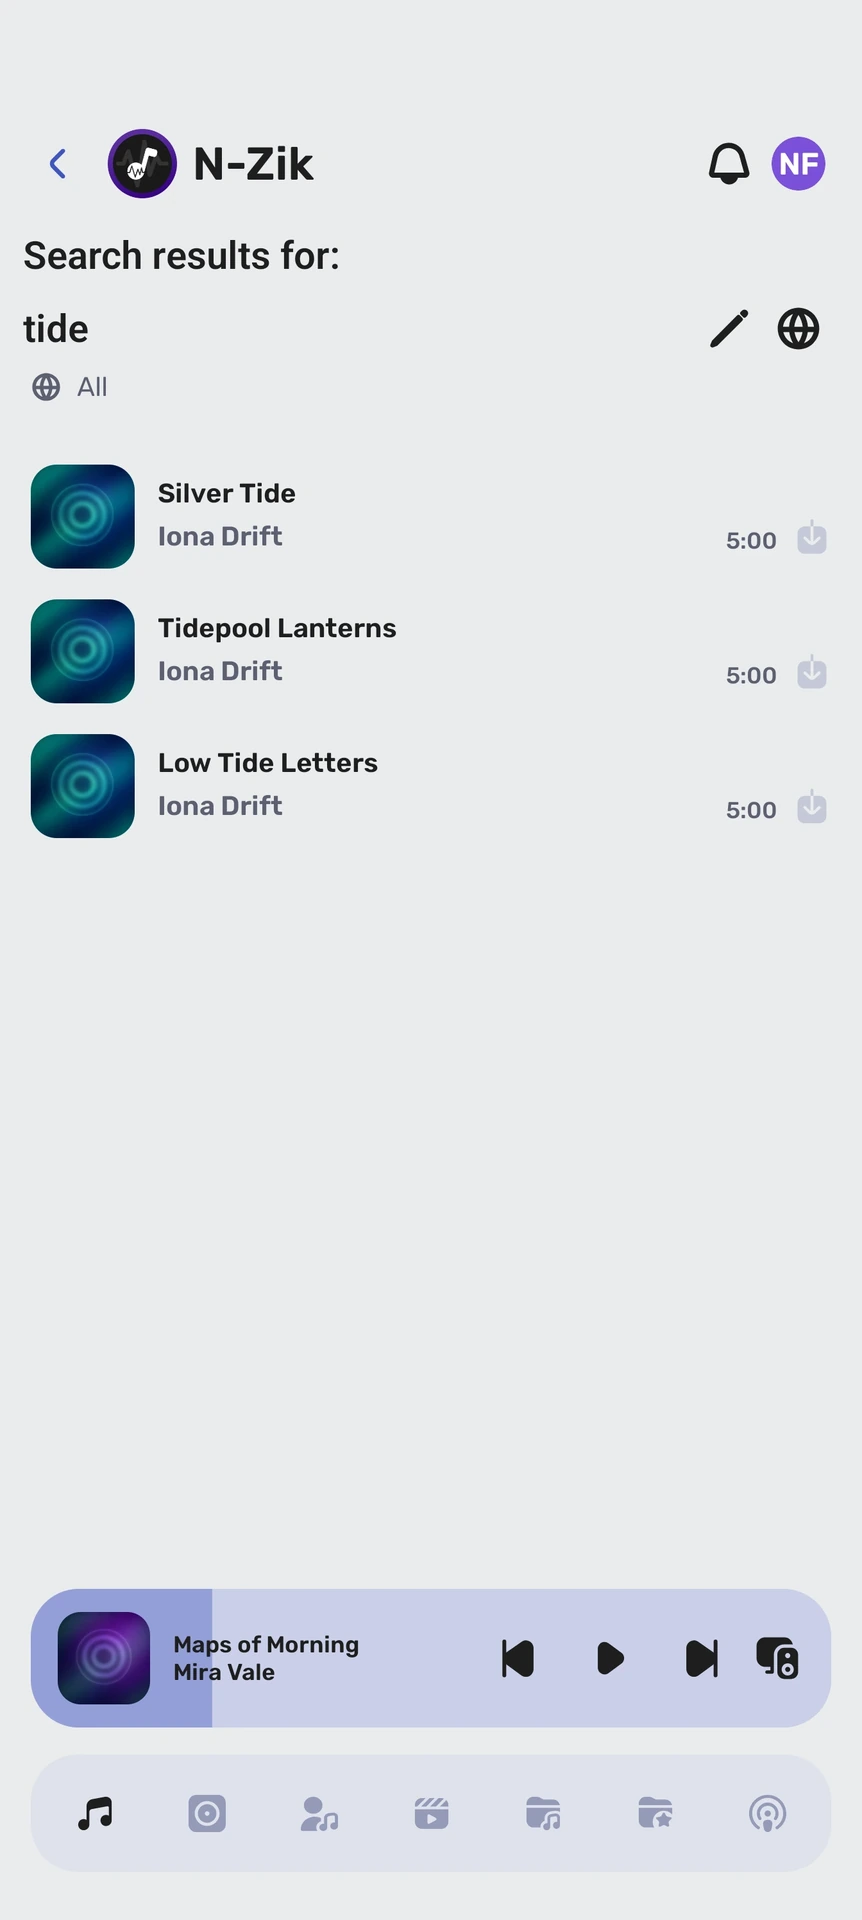 N-Zik
NF
Search results for:
tide
All
Silver Tide
Iona Drift
5:00
Tidepool Lanterns
Iona Drift
5:00
Low Tide Letters
Iona Drift
5:00
Maps of Morning
Mira Vale